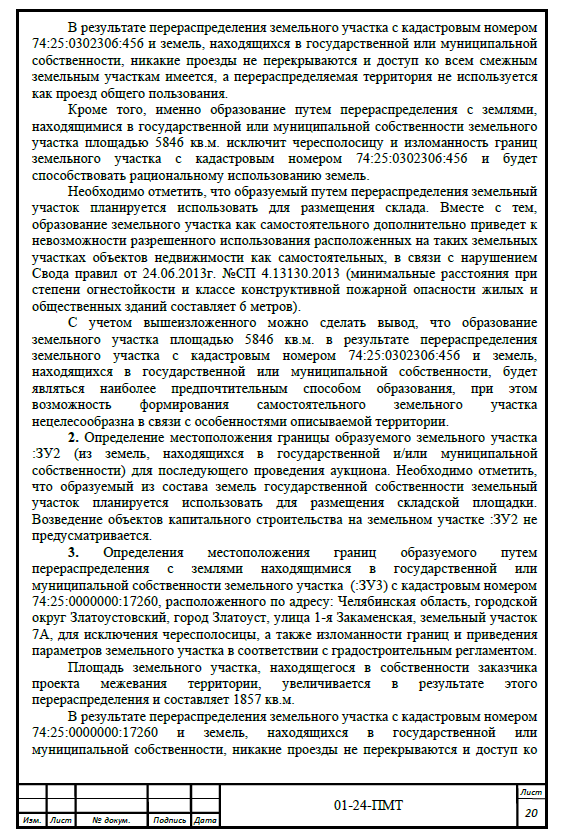 В результате перераспределения земельного участка с кадастровым номером
74:25:0302306:456 и земель, находящихся в государственной или муниципальной
собственности, никакие проезды не перекрываются и доступ ко всем смежным
земельным участкам имеется, а перераспределяемая территория не используется
как проезд общего пользования.
Кроме того, именно образование путем перераспределения с землями,
находящимися в государственной или муниципальной собственности земельного
участка площадью 5846 кв.м. исключит чересполосицу и изломанность границ
земельного участка с кадастровым номером 74:25:0302306:456 и будет
способствовать рациональному использованию земель.
Необходимо отметить, что образуемый путем перераспределения земельный
участок планируется использовать для размещения склада. Вместе с тем,
образование земельного участка как самостоятельного дополнительно приведет к
невозможности разрешенного использования расположенных на таких земельных
участках объектов недвижимости как самостоятельных, в связи с нарушением
Свода правил от 24.06.2013г. №СП 4.13130.2013 (минимальные расстояния при
степени огнестойкости и классе конструктивной пожарной опасности жилых и
общественных зданий составляет 6 метров).
С учетом вышеизложенного можно сделать вывод, что образование
земельного участка площадью 5846 кв.м. в результате перераспределения
земельного участка с кадастровым номером 74:25:0302306:456 и земель,
находящихся в государственной или муниципальной собственности, будет
являться наиболее предпочтительным способом образования, при этом
возможность формирования самостоятельного земельного участка
нецелесообразна в связи с особенностями описываемой территории.
2. Определение местоположения границы образуемого земельного участка
:ЗУ2 (из земель, находящихся в государственной и/или муниципальной
собственности) для последующего проведения аукциона. Необходимо отметить,
что образуемый из состава земель государственной собственности земельный
участок планируется использовать для размещения складской площадки.
Возведение объектов капитального строительства на земельном участке :ЗУ2 не
предусматривается.
3. Определения местоположения границ образуемого путем
перераспределения с землями находящимися в государственной или
муниципальной собственности земельного участка (:ЗУ3) с кадастровым номером
74:25:0000000:17260, расположенного по адресу: Челябинская область, городской
округ Златоустовский, город Златоуст, улица 1-я Закаменская, земельный участок
7А, для исключения чересполосицы, а также изломанности границ и приведения
параметров земельного участка в соответствии с градостроительным регламентом.
Площадь земельного участка, находящегося в собственности заказчика
проекта межевания территории, увеличивается в результате этого
перераспределения и составляет 1857 кв.м.
В результате перераспределения земельного участка с кадастровым номером
74:25:0000000:17260 и земель, находящихся в государственной или
муниципальной собственности, никакие проезды не перекрываются и доступ ко
01-24-ПМТ
Лист
20
Изм. Лист № докум. Подпись Дата